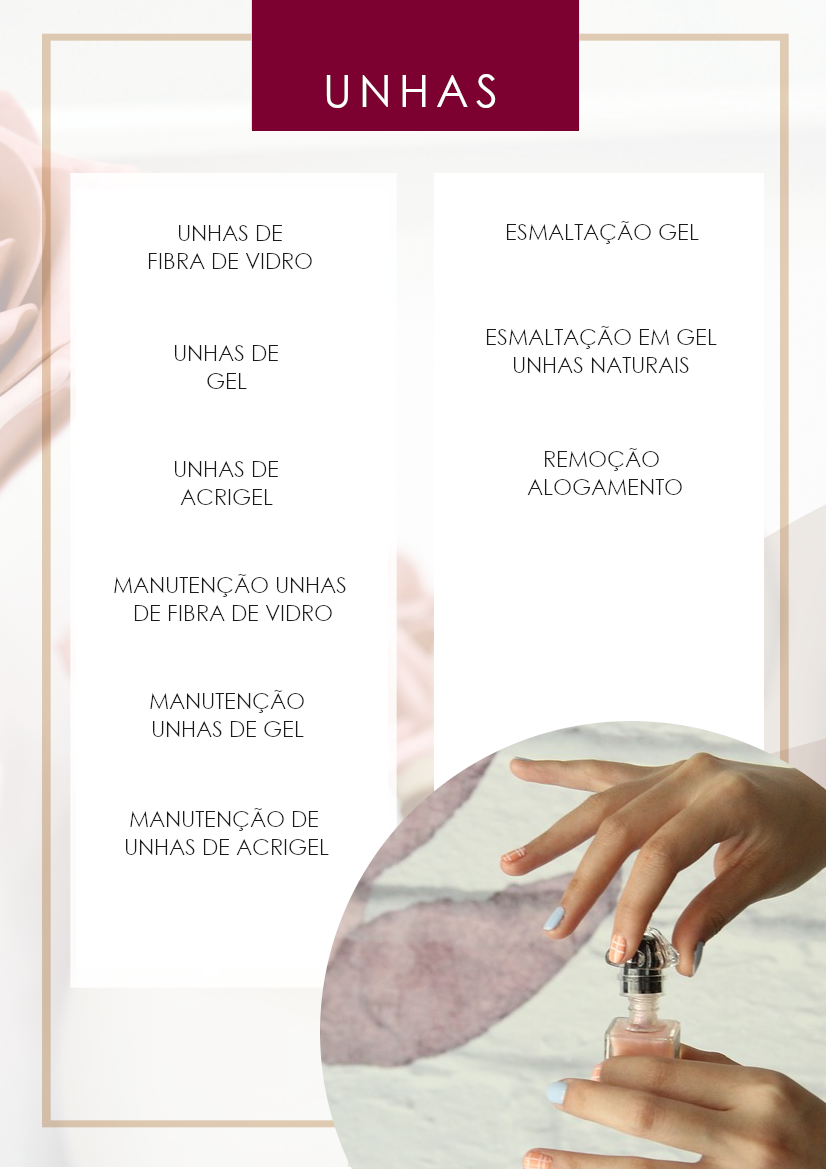 UNHAS
UNHAS DE
FIBRA DE VIDRO
UNHAS DE
GEL
UNHAS DE
ACRIGEL
MANUTENÇÃO UNHAS
DE FIBRA DE VIDRO
MANUTENÇÃO
UNHAS DE GEL
MANUTENÇÃO DE
UNHAS DE ACRIGEL
ESMALTAÇÃO GEL
ESMALTAÇÃO EM GEL
UNHAS NATURAIS
REMOÇÃO
ALOGAMENTO